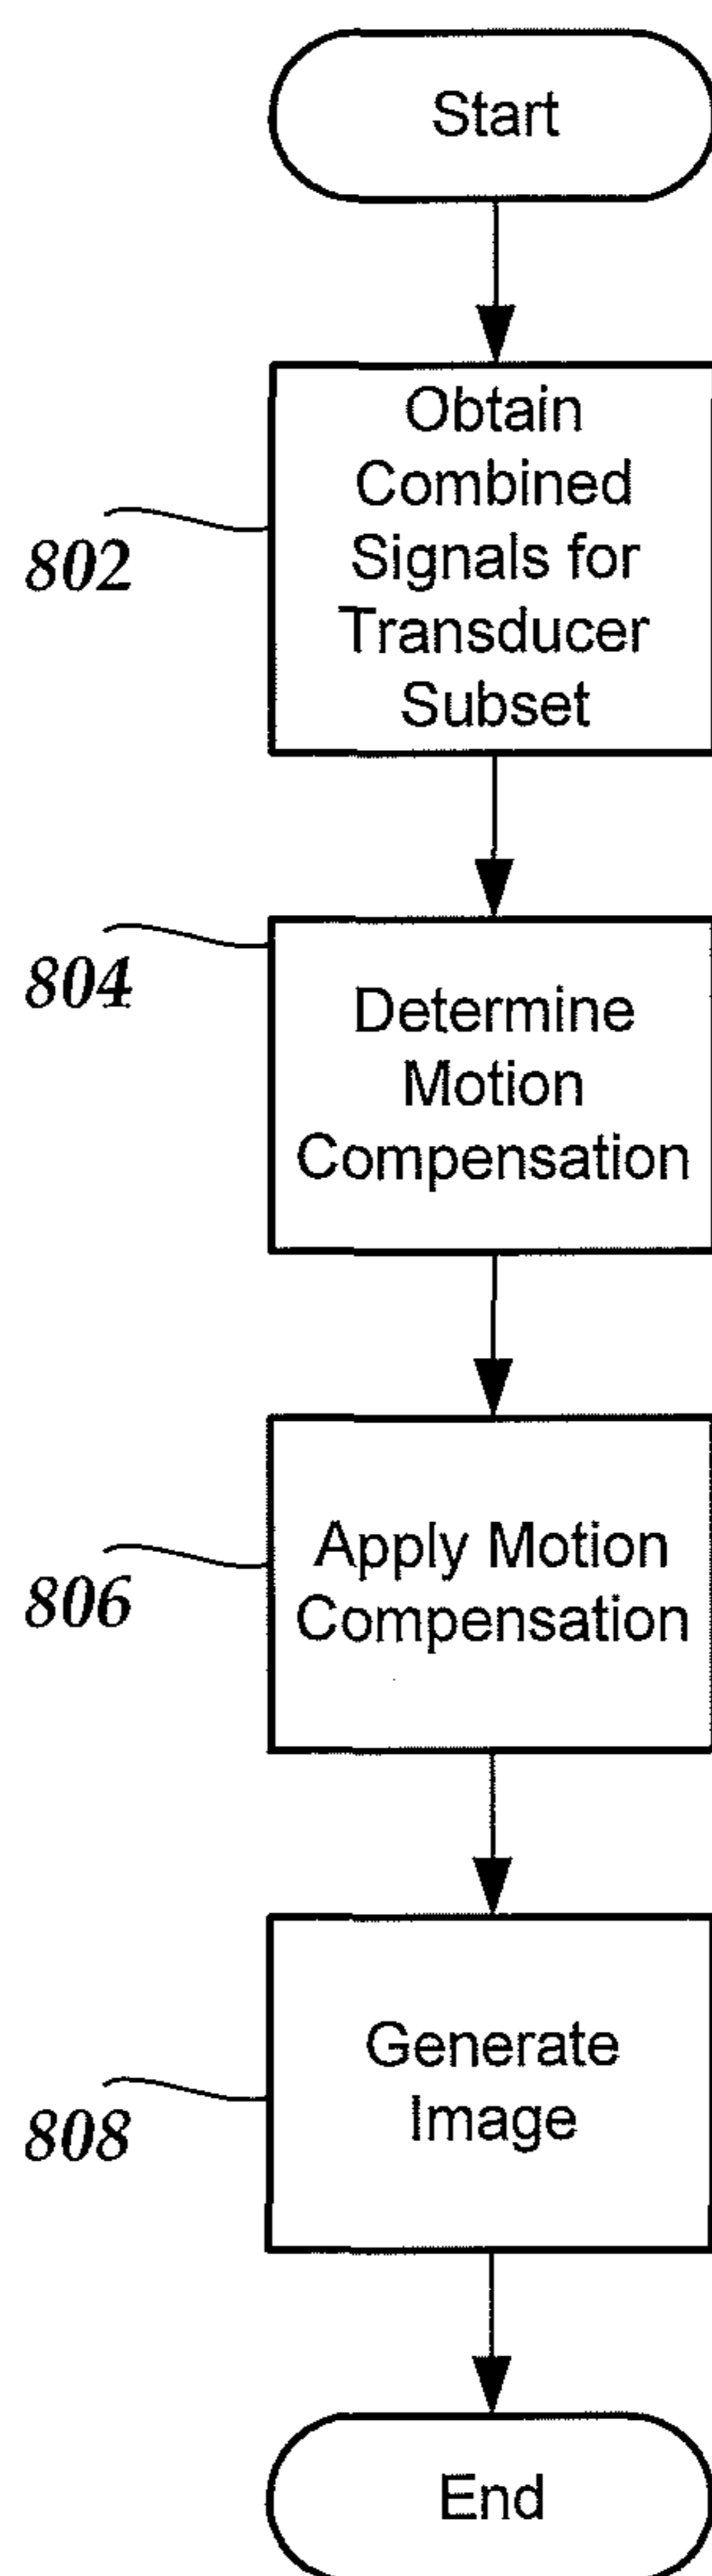 Start
Obtain
Combined
Signals for
Transducer
Subset
802
Determine
Motion
Compensation
804
Apply Motion
Compensation
806
Generate
Image
808
End